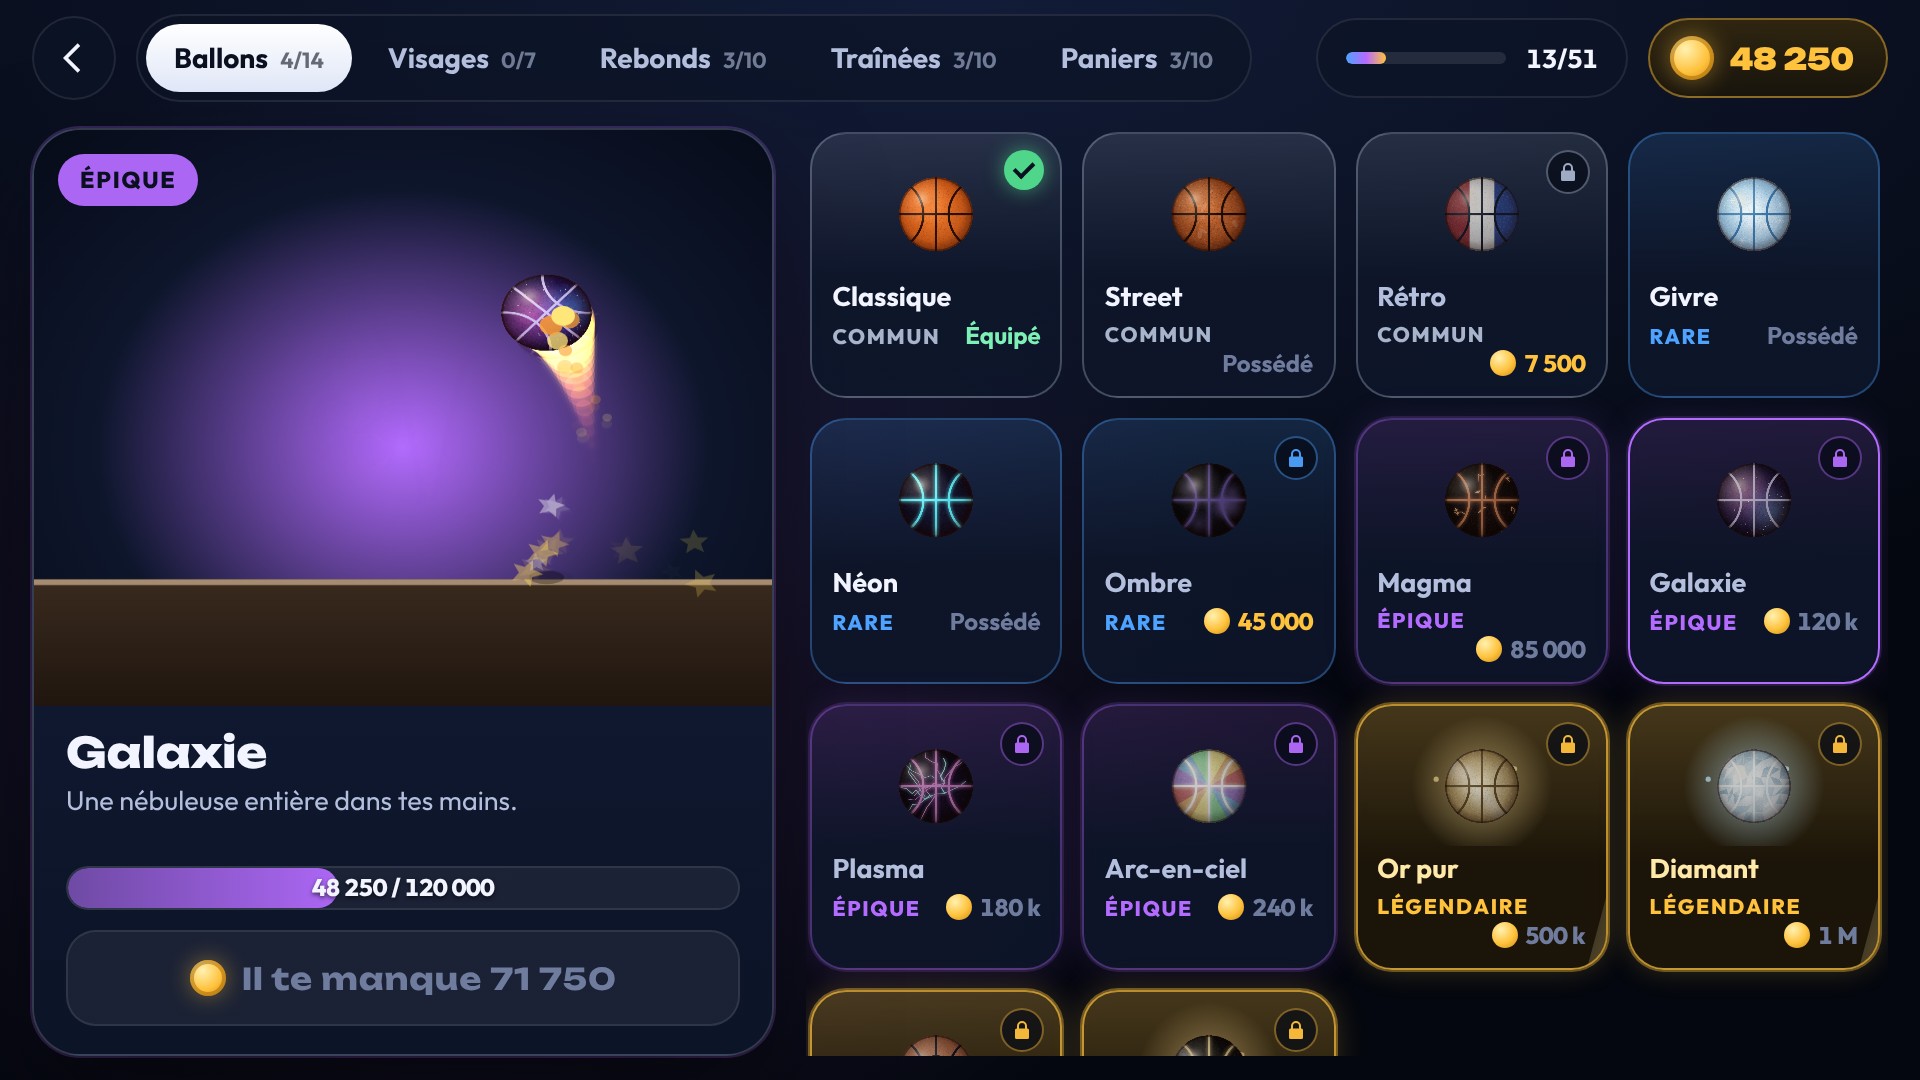 Ballons 4/14
Visages 0/7
Rebonds 3/10
Traînées 3/10
Paniers 3/10
13/51
48 250
ÉPIQUE
Galaxie
Une nébuleuse entière dans tes mains.
48 250 / 120 000
Il te manque 71 750
Classique
COMMUN Équipé
Street
COMMUN
Possédé
Rétro
COMMUN
7 500
Givre
RARE Possédé
Néon
RARE Possédé
Ombre
RARE 45 000
Magma
ÉPIQUE
85 000
Galaxie
ÉPIQUE 120 k
Plasma
ÉPIQUE 180 k
Arc-en-ciel
ÉPIQUE 240 k
Or pur
LÉGENDAIRE
500 k
Diamant
LÉGENDAIRE
1 M